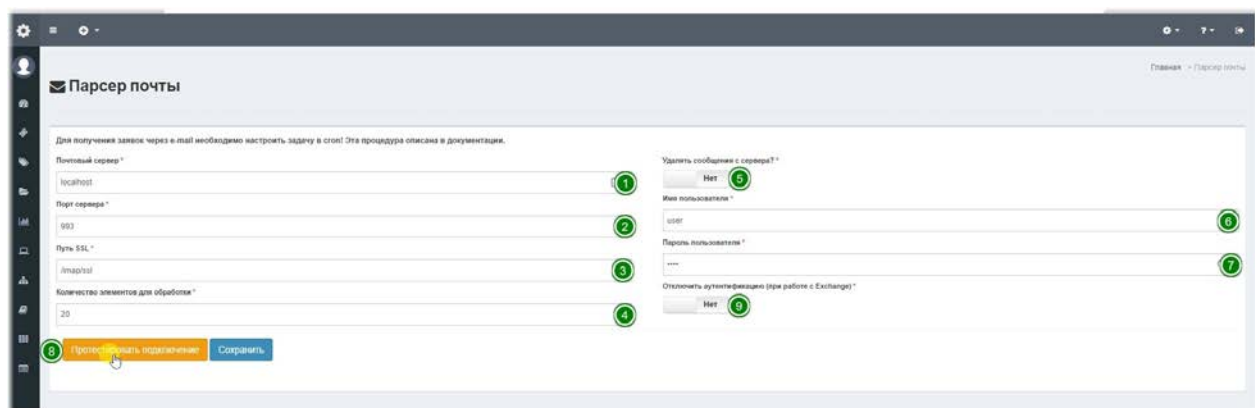 Главная > Парсер почты
Парсер почты
Для получения заявок через e-mail необходимо настроить задачу в cron! Эта процедура описана в документации.
Почтовый сервер *
localhost
1
Порт сервера *
993
2
Путь SSL *
/imap/ssl
3
Количество элементов для обработки *
20
4
Удалять сообщения с сервера? *
Нет
5
Имя пользователя *
user
6
Пароль пользователя *
••••
7
Отключить аутентификацию (при работе с Exchange) *
Нет
9
8
Протестировать подключение
Сохранить